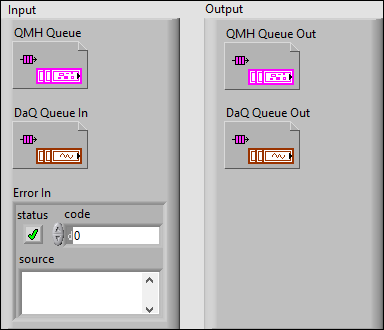 Input
QMH Queue
DaQ Queue In
Error In
status code
0
source
Output
QMH Queue Out
DaQ Queue Out